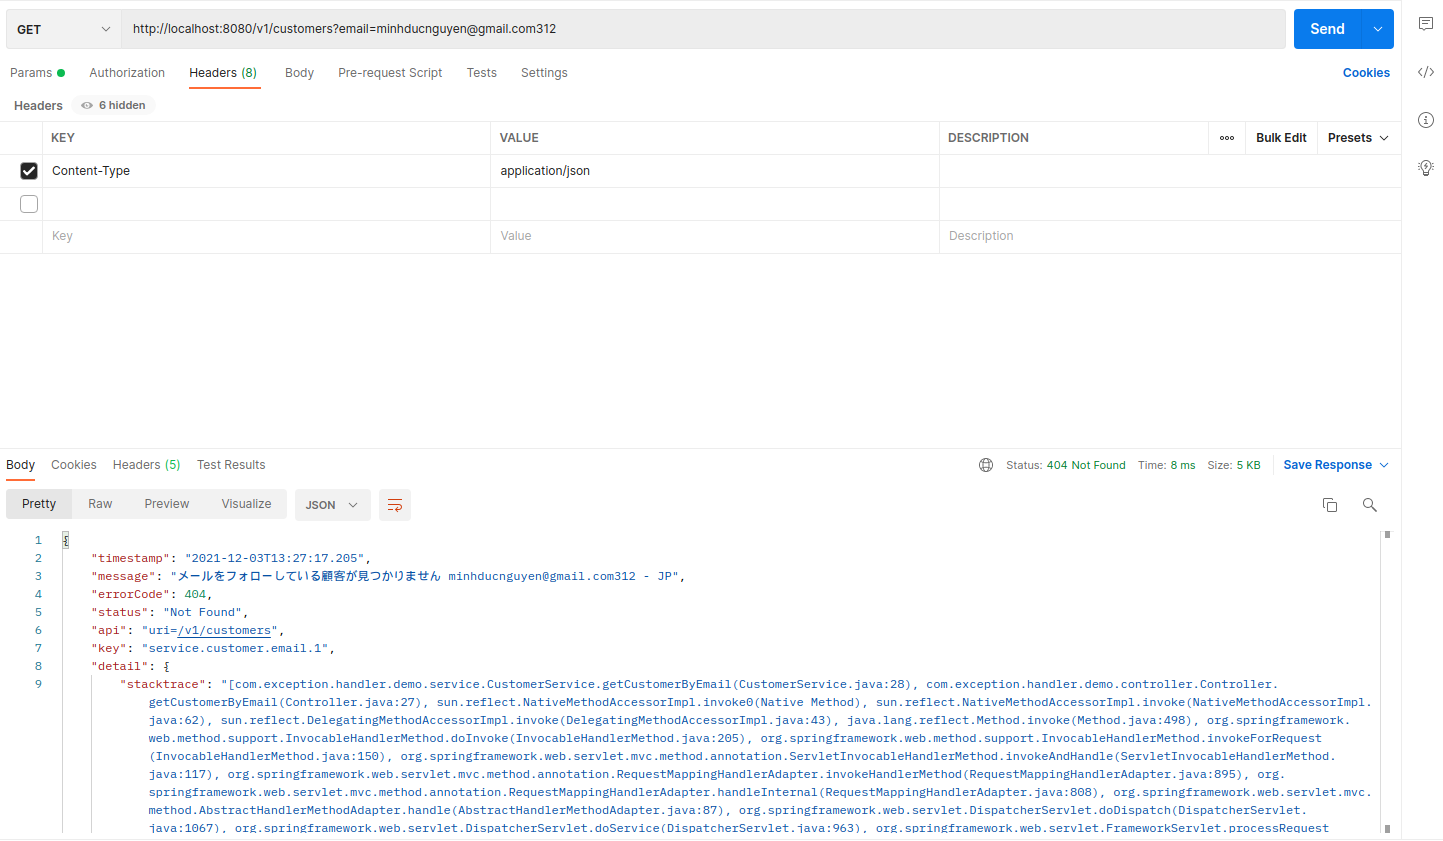 GET http://localhost:8080/v1/customers?email=minhducnguyen@gmail.com312 Send
Params Authorization Headers (8) Body Pre-request Script Tests Settings Cookies
Headers 6 hidden
KEY VALUE DESCRIPTION ooo Bulk Edit Presets
Content-Type application/json
Key Value Description
Body Cookies Headers (5) Test Results Status: 404 Not Found Time: 8 ms Size: 5 KB Save Response
Pretty Raw Preview Visualize JSON
1 {
2 "timestamp": "2021-12-03T13:27:17.205",
3 "message": "メールをフォローしている顧客が見つかりません minhducnguyen@gmail.com312 - JP",
4 "errorCode": 404,
5 "status": "Not Found",
6 "api": "uri=/v1/customers",
7 "key": "service.customer.email.1",
8 "detail": {
9 "stacktrace": "[com.exception.handler.demo.service.CustomerService.getCustomerByEmail(CustomerService.java:28), com.exception.handler.demo.controller.Controller.
getCustomerByEmail(Controller.java:27), sun.reflect.NativeMethodAccessorImpl.invoke0(Native Method), sun.reflect.NativeMethodAccessorImpl.invoke(NativeMethodAccessorImpl.
java:62), sun.reflect.DelegatingMethodAccessorImpl.invoke(DelegatingMethodAccessorImpl.java:43), java.lang.reflect.Method.invoke(Method.java:498), org.springframework.
web.method.support.InvocableHandlerMethod.doInvoke(InvocableHandlerMethod.java:205), org.springframework.web.method.support.InvocableHandlerMethod.invokeForRequest
(InvocableHandlerMethod.java:150), org.springframework.web.servlet.mvc.method.annotation.ServletInvocableHandlerMethod.invokeAndHandle(ServletInvocableHandlerMethod.
java:117), org.springframework.web.servlet.mvc.method.annotation.RequestMappingHandlerAdapter.invokeHandlerMethod(RequestMappingHandlerAdapter.java:895), org.
springframework.web.servlet.mvc.method.annotation.RequestMappingHandlerAdapter.handleInternal(RequestMappingHandlerAdapter.java:808), org.springframework.web.servlet.mvc.
method.AbstractHandlerMethodAdapter.handle(AbstractHandlerMethodAdapter.java:87), org.springframework.web.servlet.DispatcherServlet.doDispatch(DispatcherServlet.
java:1067), org.springframework.web.servlet.DispatcherServlet.doService(DispatcherServlet.java:963), org.springframework.web.servlet.FrameworkServlet.processRequest